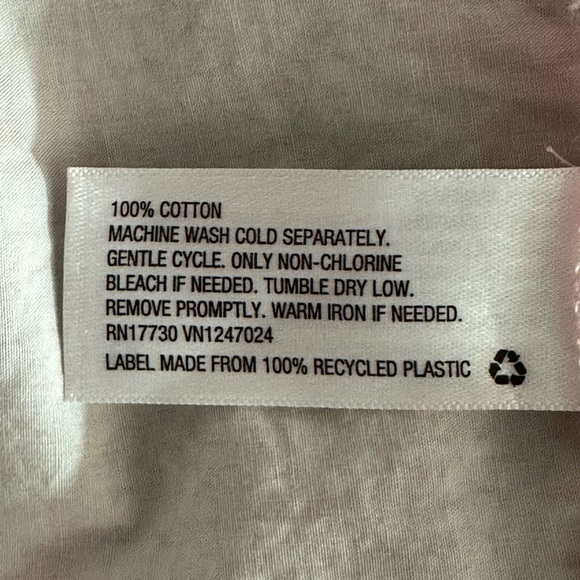 100% COTTON
MACHINE WASH COLD SEPARATELY.
GENTLE CYCLE. ONLY NON-CHLORINE
BLEACH IF NEEDED. TUMBLE DRY LOW.
REMOVE PROMPTLY. WARM IRON IF NEEDED.
RN17730 VN1247024
LABEL MADE FROM 100% RECYCLED PLASTIC